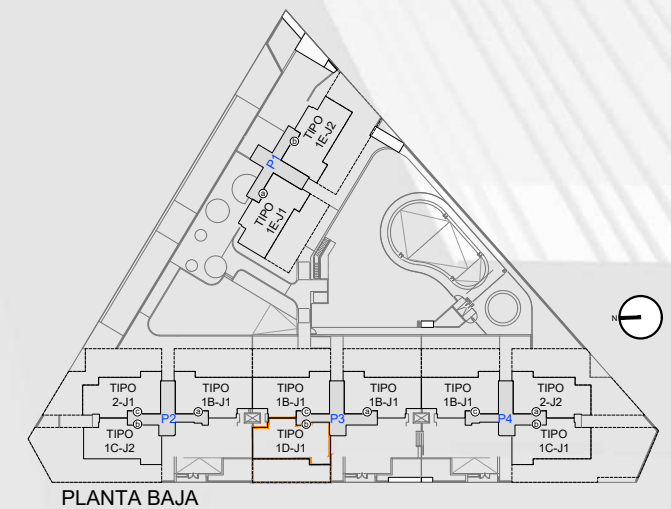 TIPO
1E-J2
b
P1
a
TIPO
1E-J1
N
TIPO
2-J1
TIPO
1B-J1
TIPO
1B-J1
TIPO
1B-J1
TIPO
1B-J1
TIPO
2-J2
c
P2
a
b
c
P3
a
b
c
P4
a
b
TIPO
1C-J2
TIPO
1D-J1
TIPO
1C-J1
PLANTA BAJA